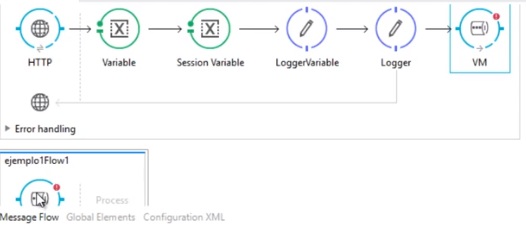 HTTP Variable Session Variable LoggerVariable Logger VM
Error handling
ejemplo1Flow1
Process
Message Flow Global Elements Configuration XML